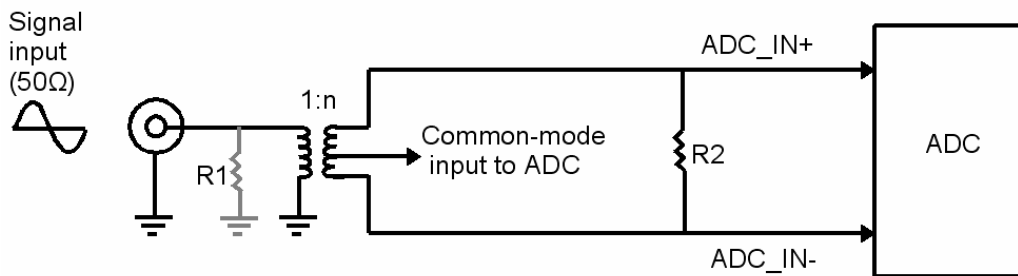 Signal
input
(50Ω)
1:n
R1
Common-mode
input to ADC
ADC_IN+
R2
ADC_IN-
ADC